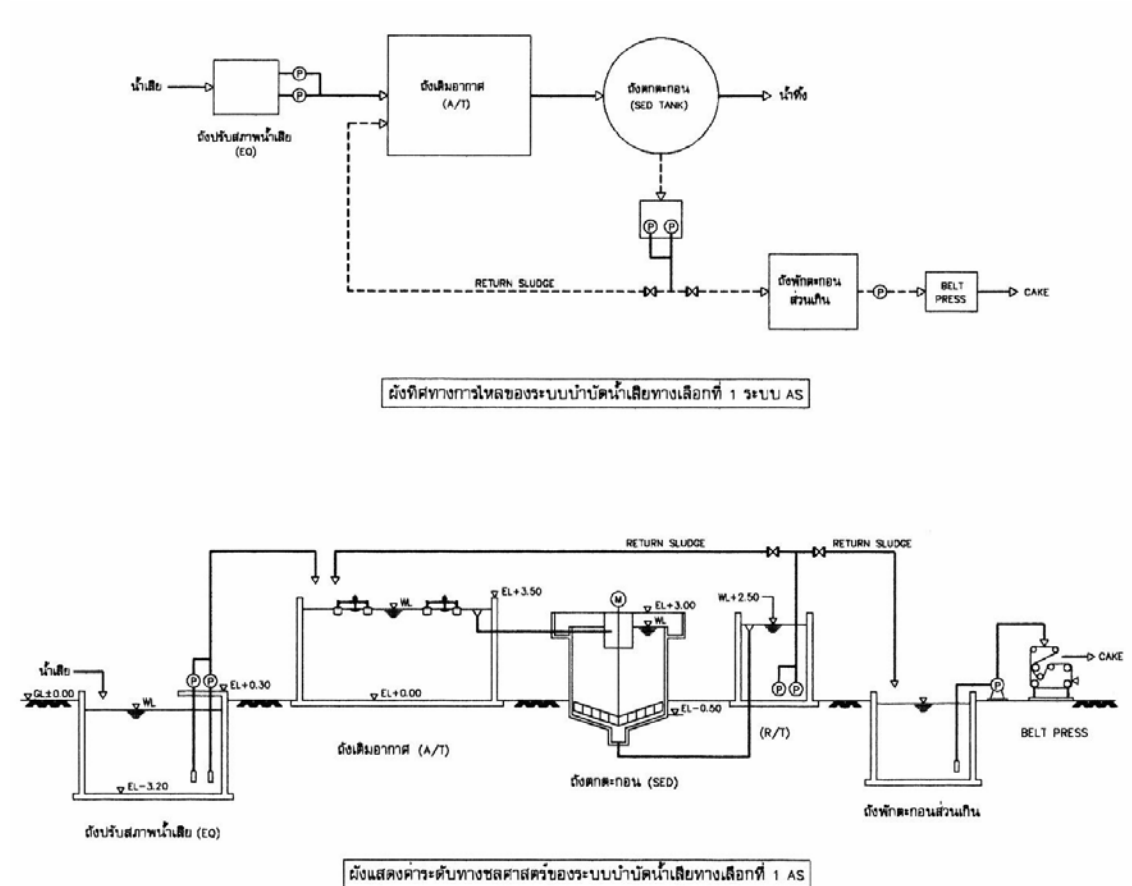 น้ำเสีย
P
P
ถังปรับสภาพน้ำเสีย
(EQ)
ถังเติมอากาศ
(A/T)
ถังตกตะกอน
(SED TANK)
น้ำทิ้ง
P P
RETURN SLUDGE
ถังพักตะกอน
ส่วนเกิน
P
BELT
PRESS
CAKE
ผังทิศทางการไหลของระบบบำบัดน้ำเสียทางเลือกที่ 1 ระบบ AS
RETURN SLUDGE
RETURN SLUDGE
น้ำเสีย
GL±0.00
WL
P P
EL+0.30
EL-3.20
ถังปรับสภาพน้ำเสีย (EQ)
WL
EL+3.50
EL+0.00
ถังเติมอากาศ (A/T)
M
EL+3.00
WL
EL-0.50
ถังตกตะกอน (SED)
WL+2.50
P P
(R/T)
ถังพักตะกอนส่วนเกิน
P
CAKE
BELT PRESS
ผังแสดงค่าระดับทางชลศาสตร์ของระบบบำบัดน้ำเสียทางเลือกที่ 1 AS